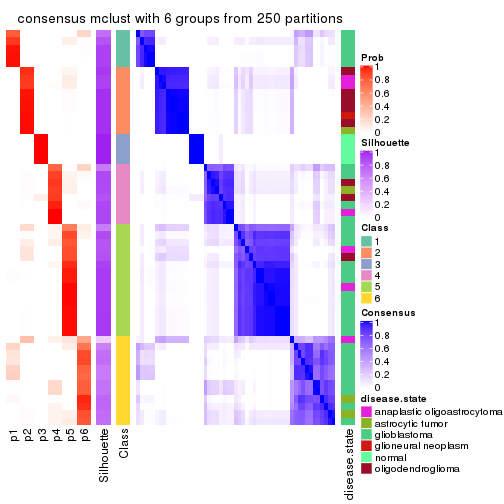 consensus mclust with 6 groups from 250 partitions
p1
p2
p3
p4
p5
p6
Silhouette
Class
disease.state
Prob
1
0.8
0.6
0.4
0.2
0
Silhouette
1
0.8
0.6
0.4
0.2
0
Class
1
2
3
4
5
6
Consensus
1
0.8
0.6
0.4
0.2
0
disease.state
anaplastic oligoastrocytoma
astrocytic tumor
glioblastoma
glioneural neoplasm
normal
oligodendroglioma